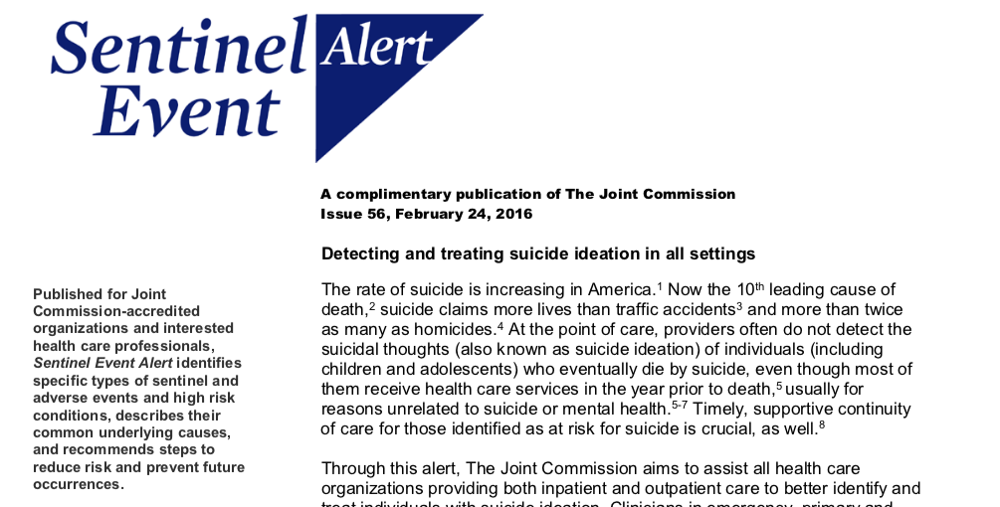 Sentinel Alert
Event
A complimentary publication of The Joint Commission
Issue 56, February 24, 2016
Detecting and treating suicide ideation in all settings
Published for Joint
Commission-accredited
organizations and interested
health care professionals,
Sentinel Event Alert identifies
specific types of sentinel and
adverse events and high risk
conditions, describes their
common underlying causes,
and recommends steps to
reduce risk and prevent future
occurrences.
The rate of suicide is increasing in America.¹ Now the 10th leading cause of
death,² suicide claims more lives than traffic accidents³ and more than twice
as many as homicides.⁴ At the point of care, providers often do not detect the
suicidal thoughts (also known as suicide ideation) of individuals (including
children and adolescents) who eventually die by suicide, even though most of
them receive health care services in the year prior to death,⁵ usually for
reasons unrelated to suicide or mental health.⁵⁻⁷ Timely, supportive continuity
of care for those identified as at risk for suicide is crucial, as well.⁸
Through this alert, The Joint Commission aims to assist all health care
organizations providing both inpatient and outpatient care to better identify and
treat individuals with suicide ideation. Clinicians in emergency, primary and